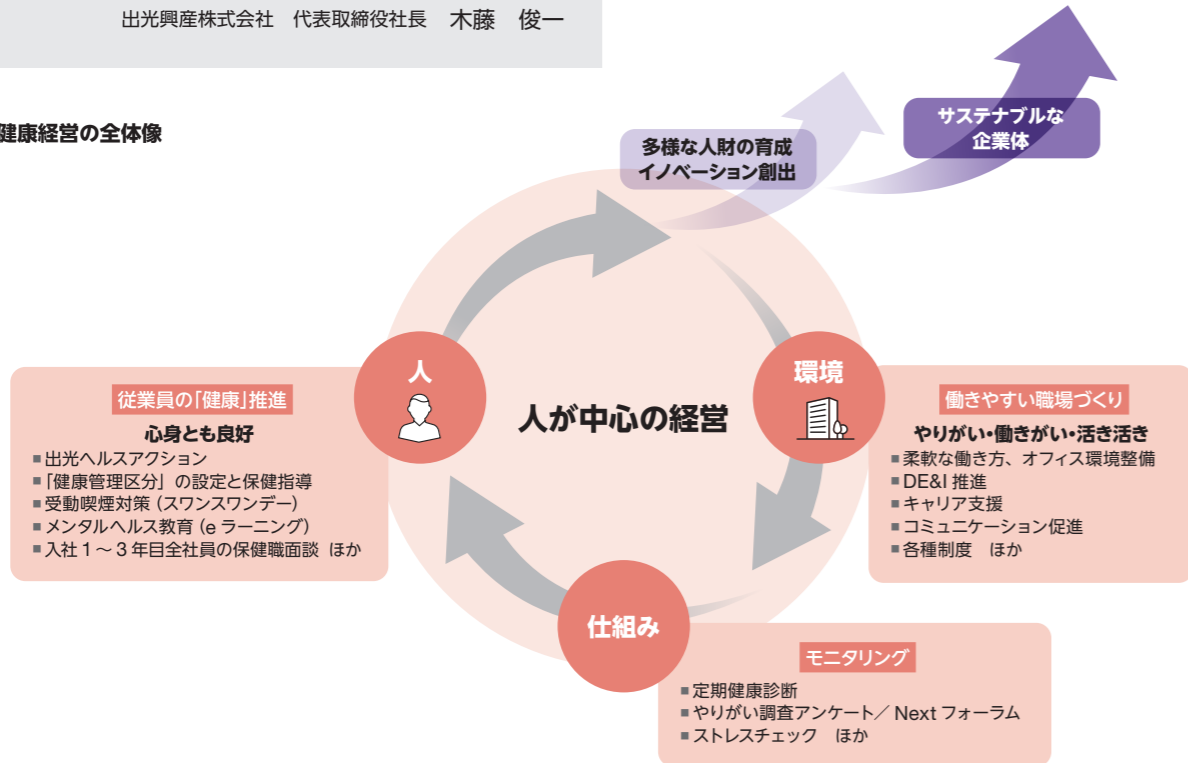 出光興産株式会社 代表取締役社長 木藤 俊一
健康経営の全体像
多様な人財の育成
イノベーション創出
サステナブルな
企業体
人が中心の経営
人
従業員の「健康」推進
心身とも良好
■出光ヘルスアクション
■「健康管理区分」の設定と保健指導
■受動喫煙対策（スワンスワンデー）
■メンタルヘルス教育（e ラーニング）
■入社 1 ～ 3 年目全社員の保健職面談 ほか
環境
働きやすい職場づくり
やりがい・働きがい・活き活き
■柔軟な働き方、オフィス環境整備
■DE&I 推進
■キャリア支援
■コミュニケーション促進
■各種制度 ほか
仕組み
モニタリング
■定期健康診断
■やりがい調査アンケート／ Next フォーラム
■ストレスチェック ほか